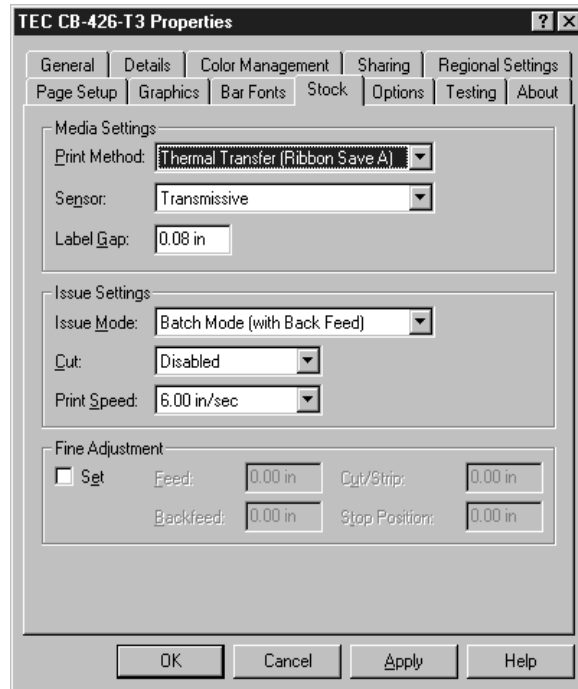 TEC CB-426-T3 Properties
General Details Color Management Sharing Regional Settings
Page Setup Graphics Bar Fonts Stock Options Testing About
Media Settings
Print Method: Thermal Transfer (Ribbon Save A)
Sensor: Transmissive
Label Gap: 0.08 in
Issue Settings
Issue Mode: Batch Mode (with Back Feed)
Cut: Disabled
Print Speed: 6.00 in/sec
Fine Adjustment
Set Feed: 0.00 in Cut/Strip: 0.00 in
Backfeed: 0.00 in Stop Position: 0.00 in
OK Cancel Apply Help